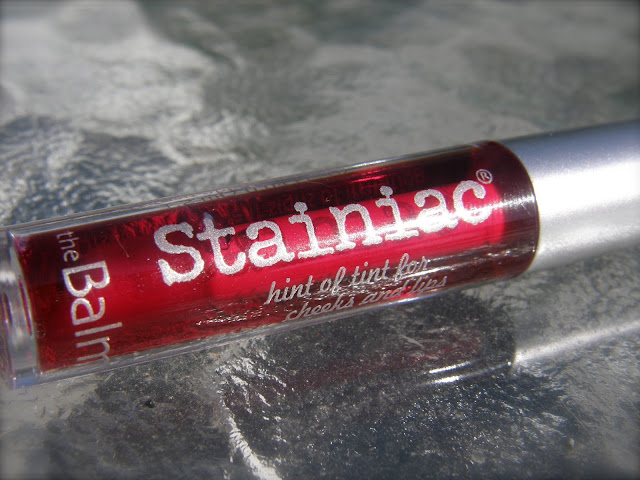 the Balm
Stainiac®
hint of tint for
cheeks and lips